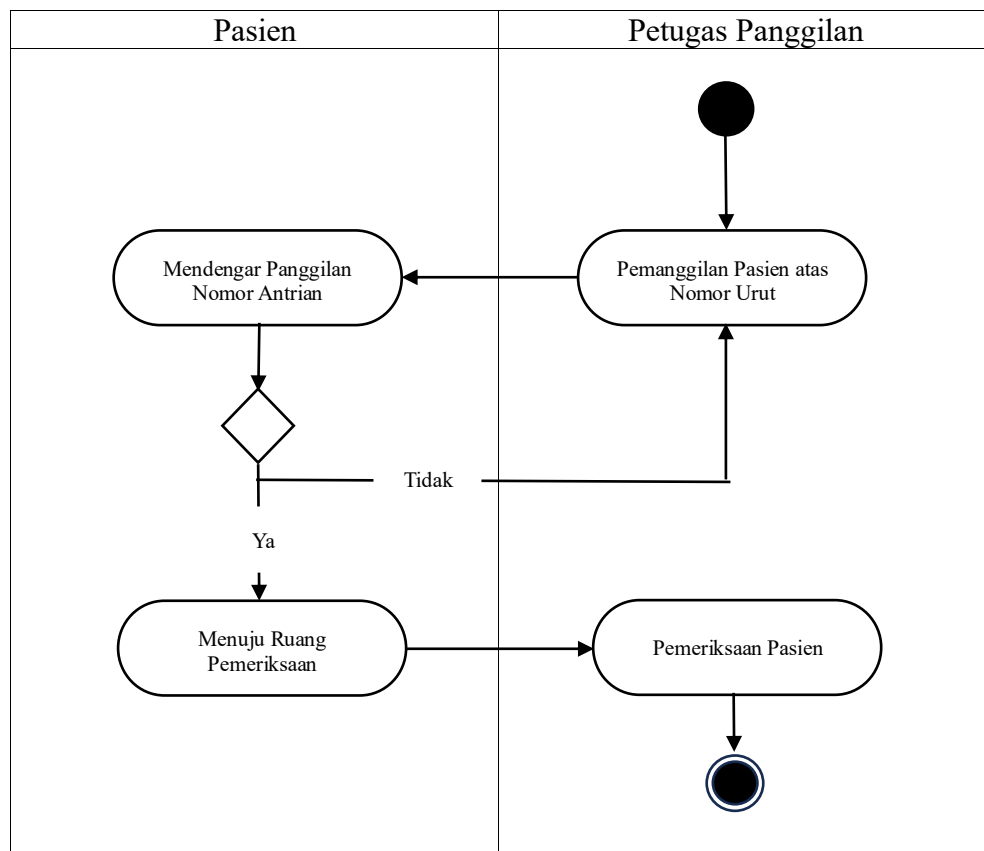 Pasien
Petugas Panggilan
Mendengar Panggilan
Nomor Antrian
Pemanggilan Pasien atas
Nomor Urut
Tidak
Ya
Menuju Ruang
Pemeriksaan
Pemeriksaan Pasien